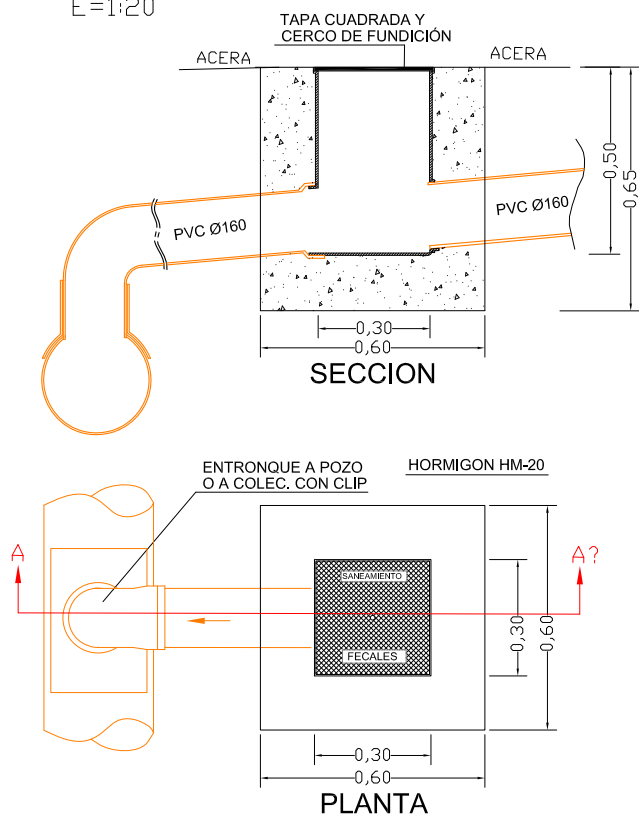 E=1:20
TAPA CUADRADA Y
CERCO DE FUNDICIÓN
ACERA
ACERA
PVC Ø160
PVC Ø160
0,50
0,65
0,30
0,60
SECCION
ENTRONQUE A POZO
O A COLEC. CON CLIP
HORMIGON HM-20
A
A?
SANEAMIENTO
FECALES
0,30
0,60
0,30
0,60
PLANTA